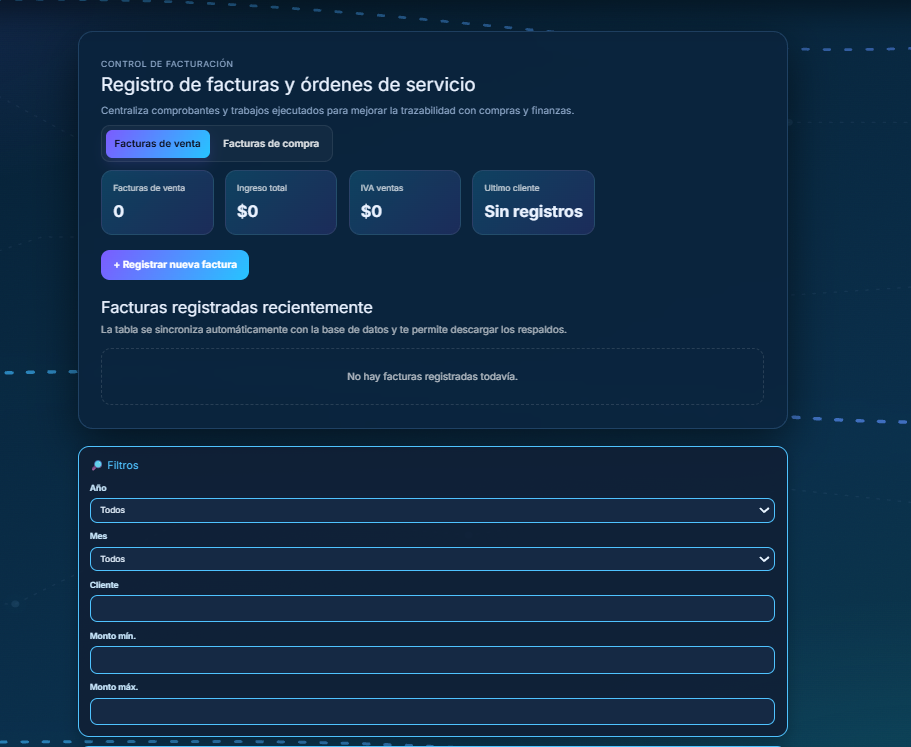 CONTROL DE FACTURACIÓN
Registro de facturas y órdenes de servicio
Centraliza comprobantes y trabajos ejecutados para mejorar la trazabilidad con compras y finanzas.
Facturas de venta Facturas de compra
Facturas de venta Ingreso total IVA ventas Ultimo cliente
0 $0 $0 Sin registros
+ Registrar nueva factura
Facturas registradas recientemente
La tabla se sincroniza automáticamente con la base de datos y te permite descargar los respaldos.
No hay facturas registradas todavía.
Filtros
Año
Todos
Mes
Todos
Cliente
Monto mín.
Monto máx.